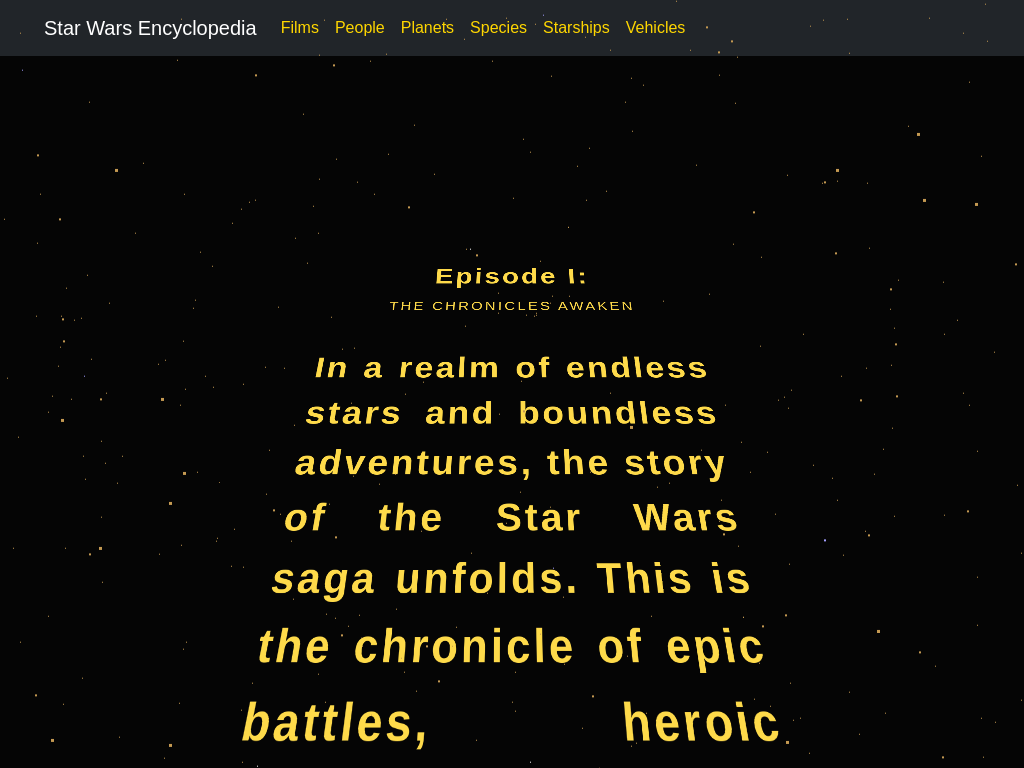 Star Wars Encyclopedia Films People Planets Species Starships Vehicles
Episode I:
THE CHRONICLES AWAKEN
In a realm of endless
stars and boundless
adventures, the story
of the Star Wars
saga unfolds. This is
the chronicle of epic
battles, heroic